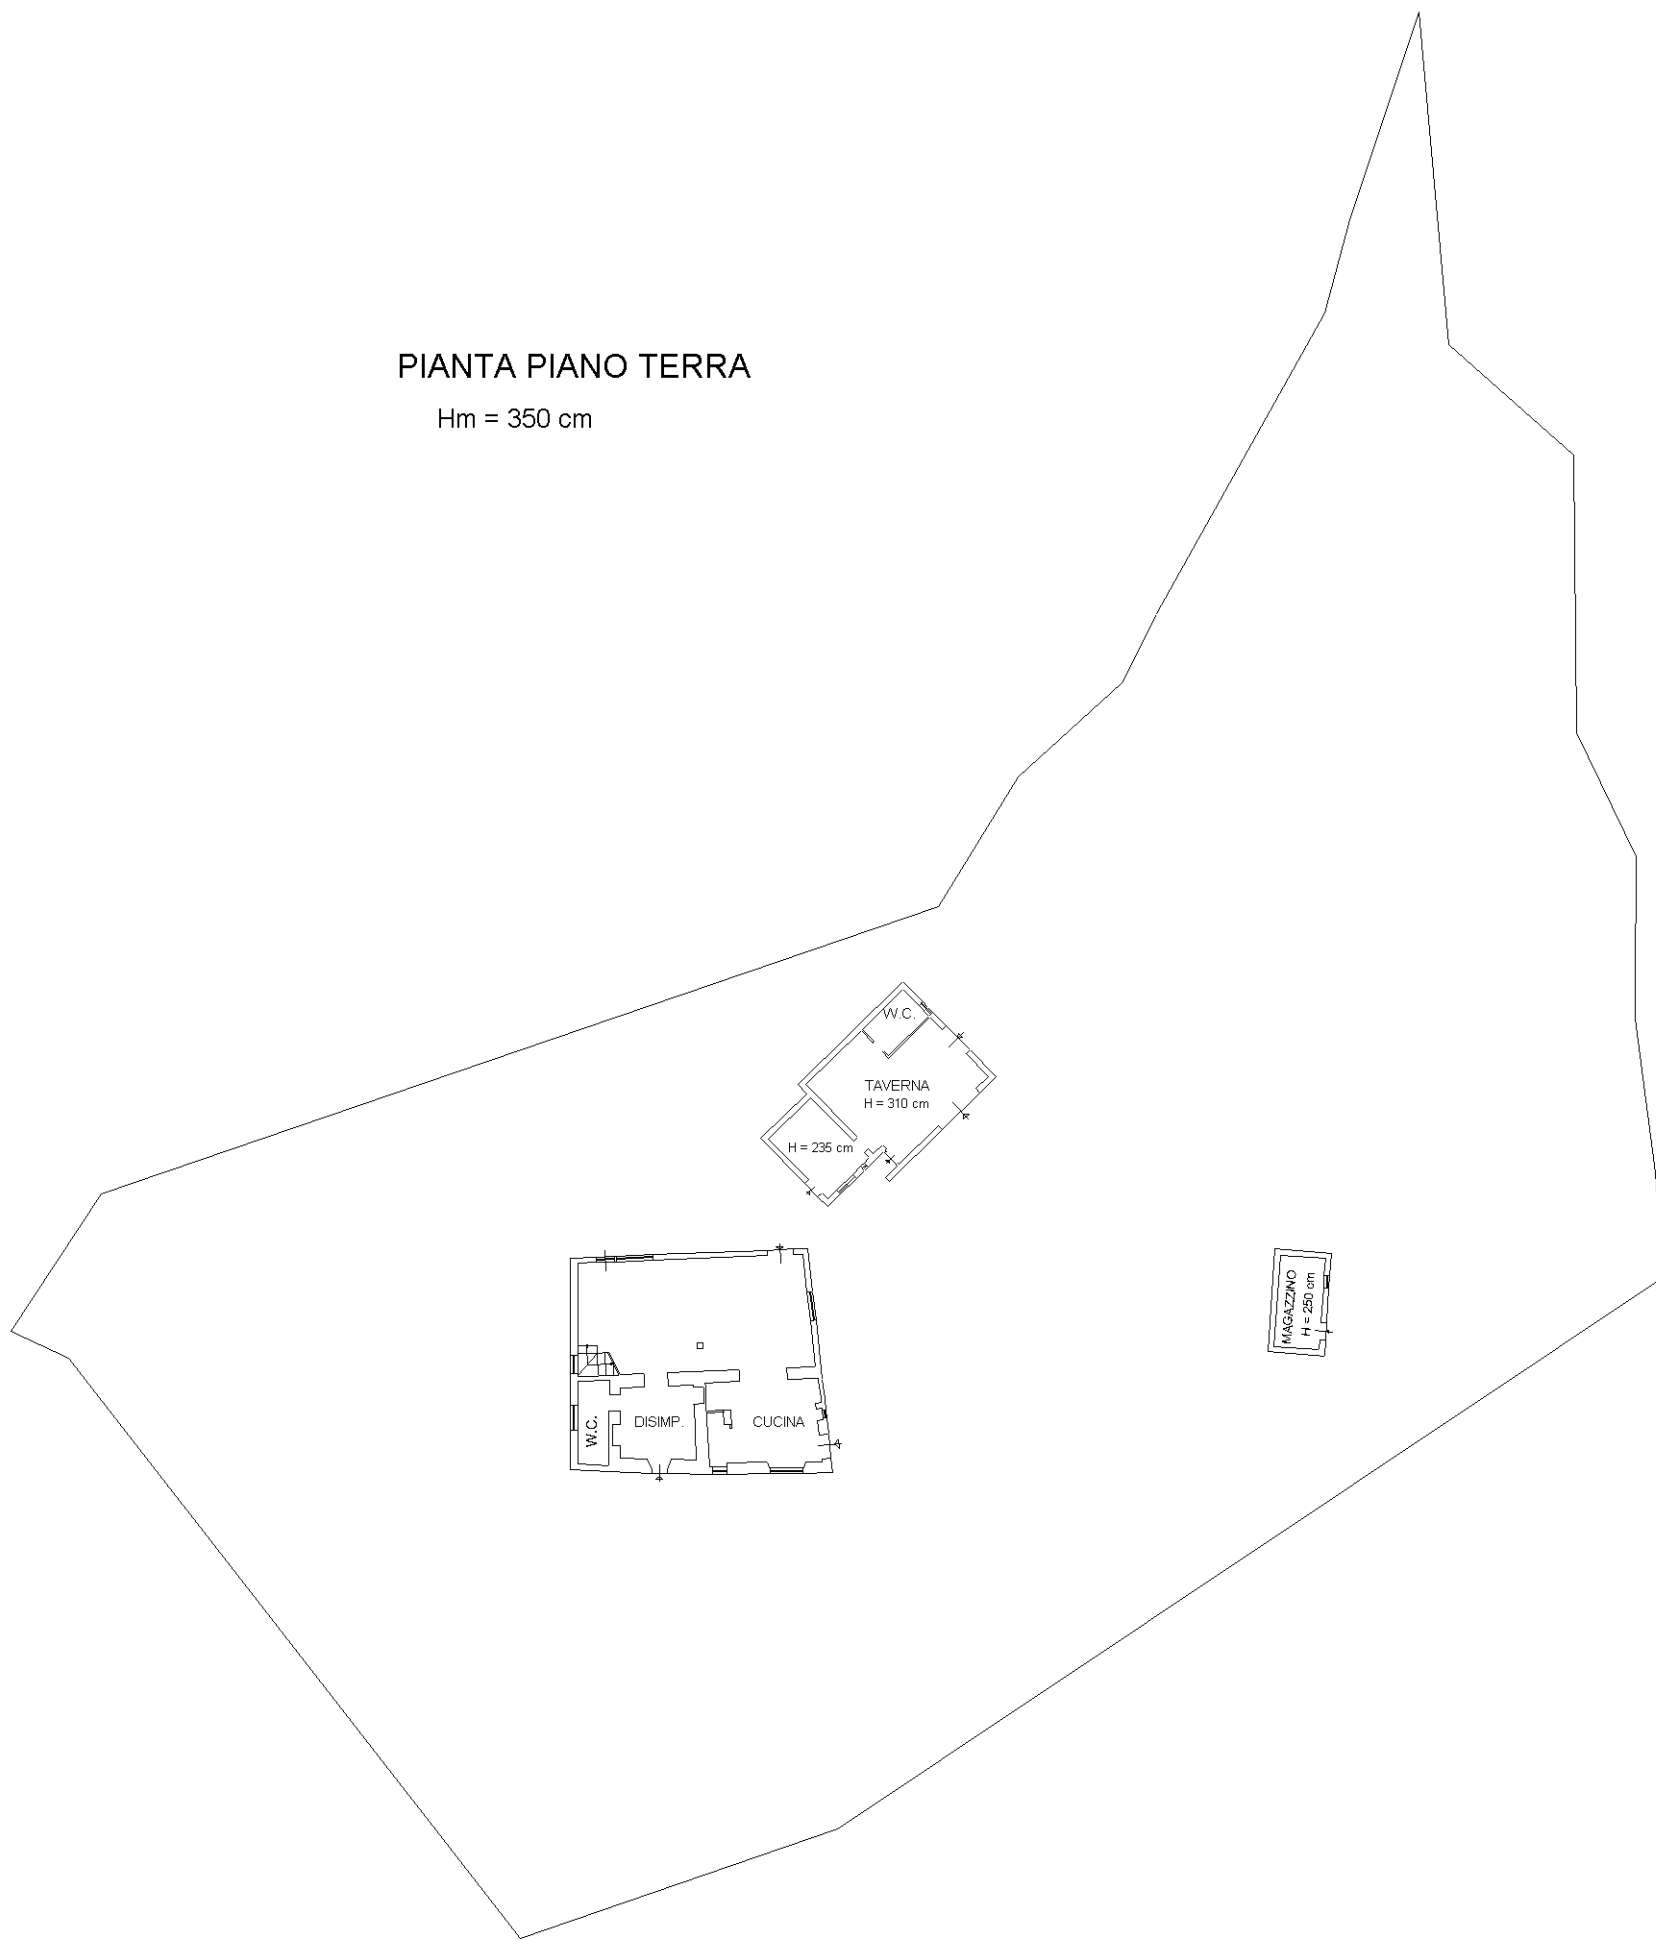 PIANTA PIANO TERRA
Hm = 350 cm
W.C.
TAVERNA
H = 310 cm
H = 235 cm
MAGAZZINO
H = 250 cm
W.C.
DISIMP.
CUCINA